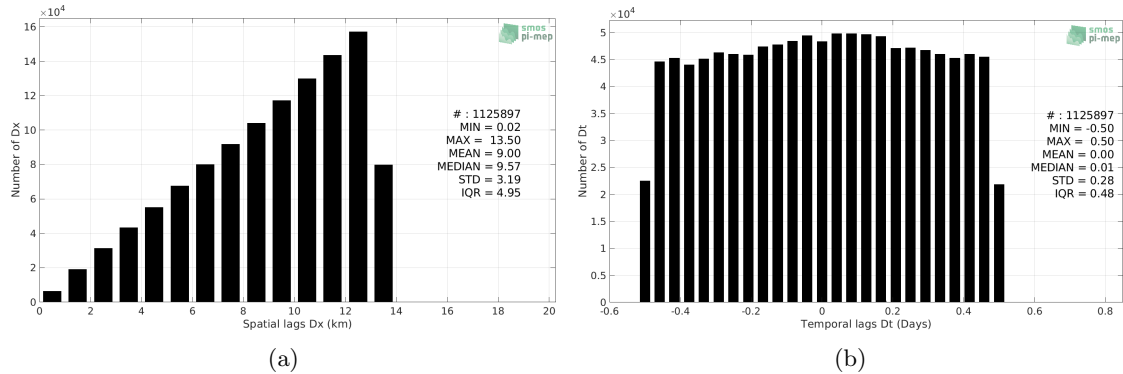 ×10⁴
16
14
12
10
8
6
4
2
0
Number of Dx
smos
pi-mep
# : 1125897
MIN = 0.02
MAX = 13.50
MEAN = 9.00
MEDIAN = 9.57
STD = 3.19
IQR = 4.95
0 2 4 6 8 10 12 14 16 18 20
Spatial lags Dx (km)
(a)
×10⁴
5
4.5
4
3.5
3
2.5
2
1.5
1
0.5
0
Number of Dt
smos
pi-mep
# : 1125897
MIN = -0.50
MAX = 0.50
MEAN = 0.00
MEDIAN = 0.01
STD = 0.28
IQR = 0.48
-0.6 -0.4 -0.2 0 0.2 0.4 0.6 0.8
Temporal lags Dt (Days)
(b)